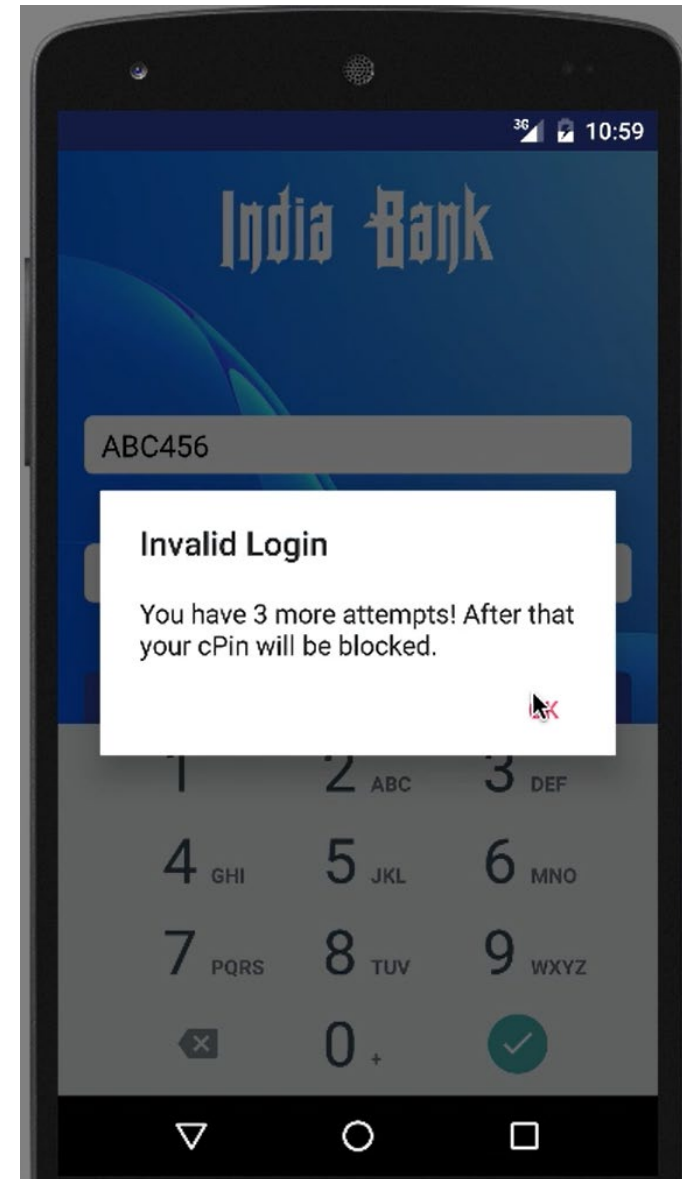 3G 10:59
India Bank
ABC456
Invalid Login
You have 3 more attempts! After that
your cPin will be blocked.
1 2 ABC 3 DEF
4 GHI 5 JKL 6 MNO
7 PQRS 8 TUV 9 WXYZ
0 +